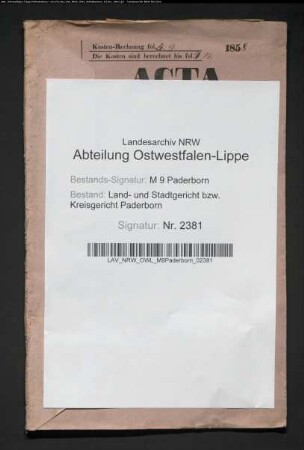 Kosten-Rechnung fol.
1858
Die Kosten sind berechnet bis fol.
ACTA
Landesarchiv NRW
Abteilung Ostwestfalen-Lippe
Bestands-Signatur: M 9 Paderborn
Bestand: Land- und Stadtgericht bzw.
Kreisgericht Paderborn
Signatur: Nr. 2381
LAV_NRW_OWL_M9Paderborn_02381